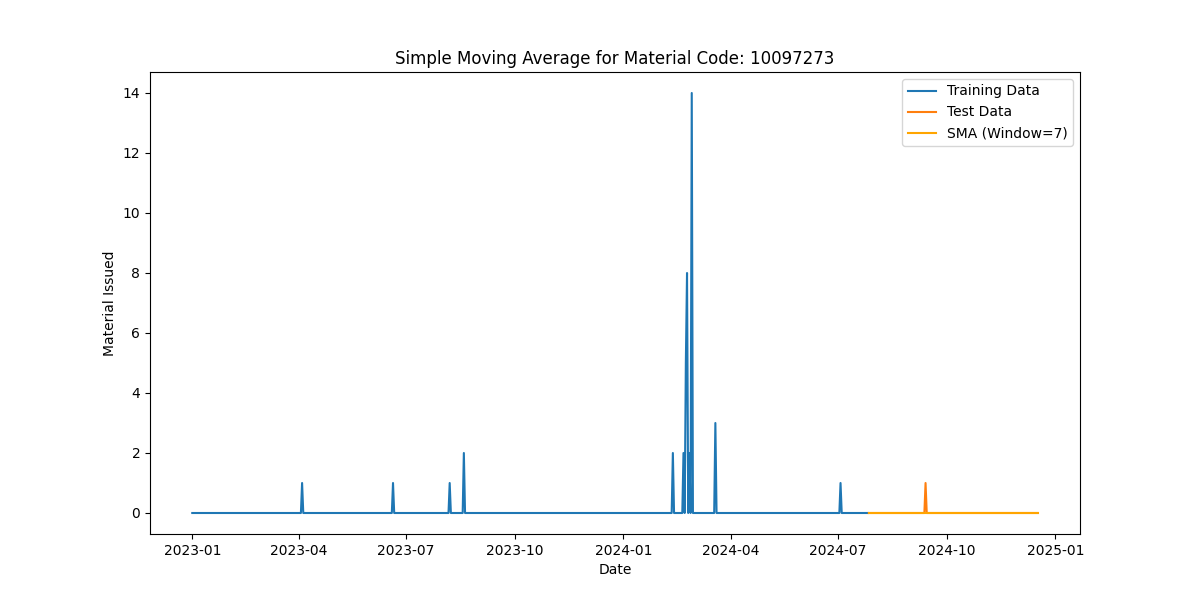 Simple Moving Average for Material Code: 10097273
Training Data
Test Data
SMA (Window=7)
14
12
10
8
6
4
2
0
Material Issued
2023-01 2023-04 2023-07 2023-10 2024-01 2024-04 2024-07 2024-10 2025-01
Date